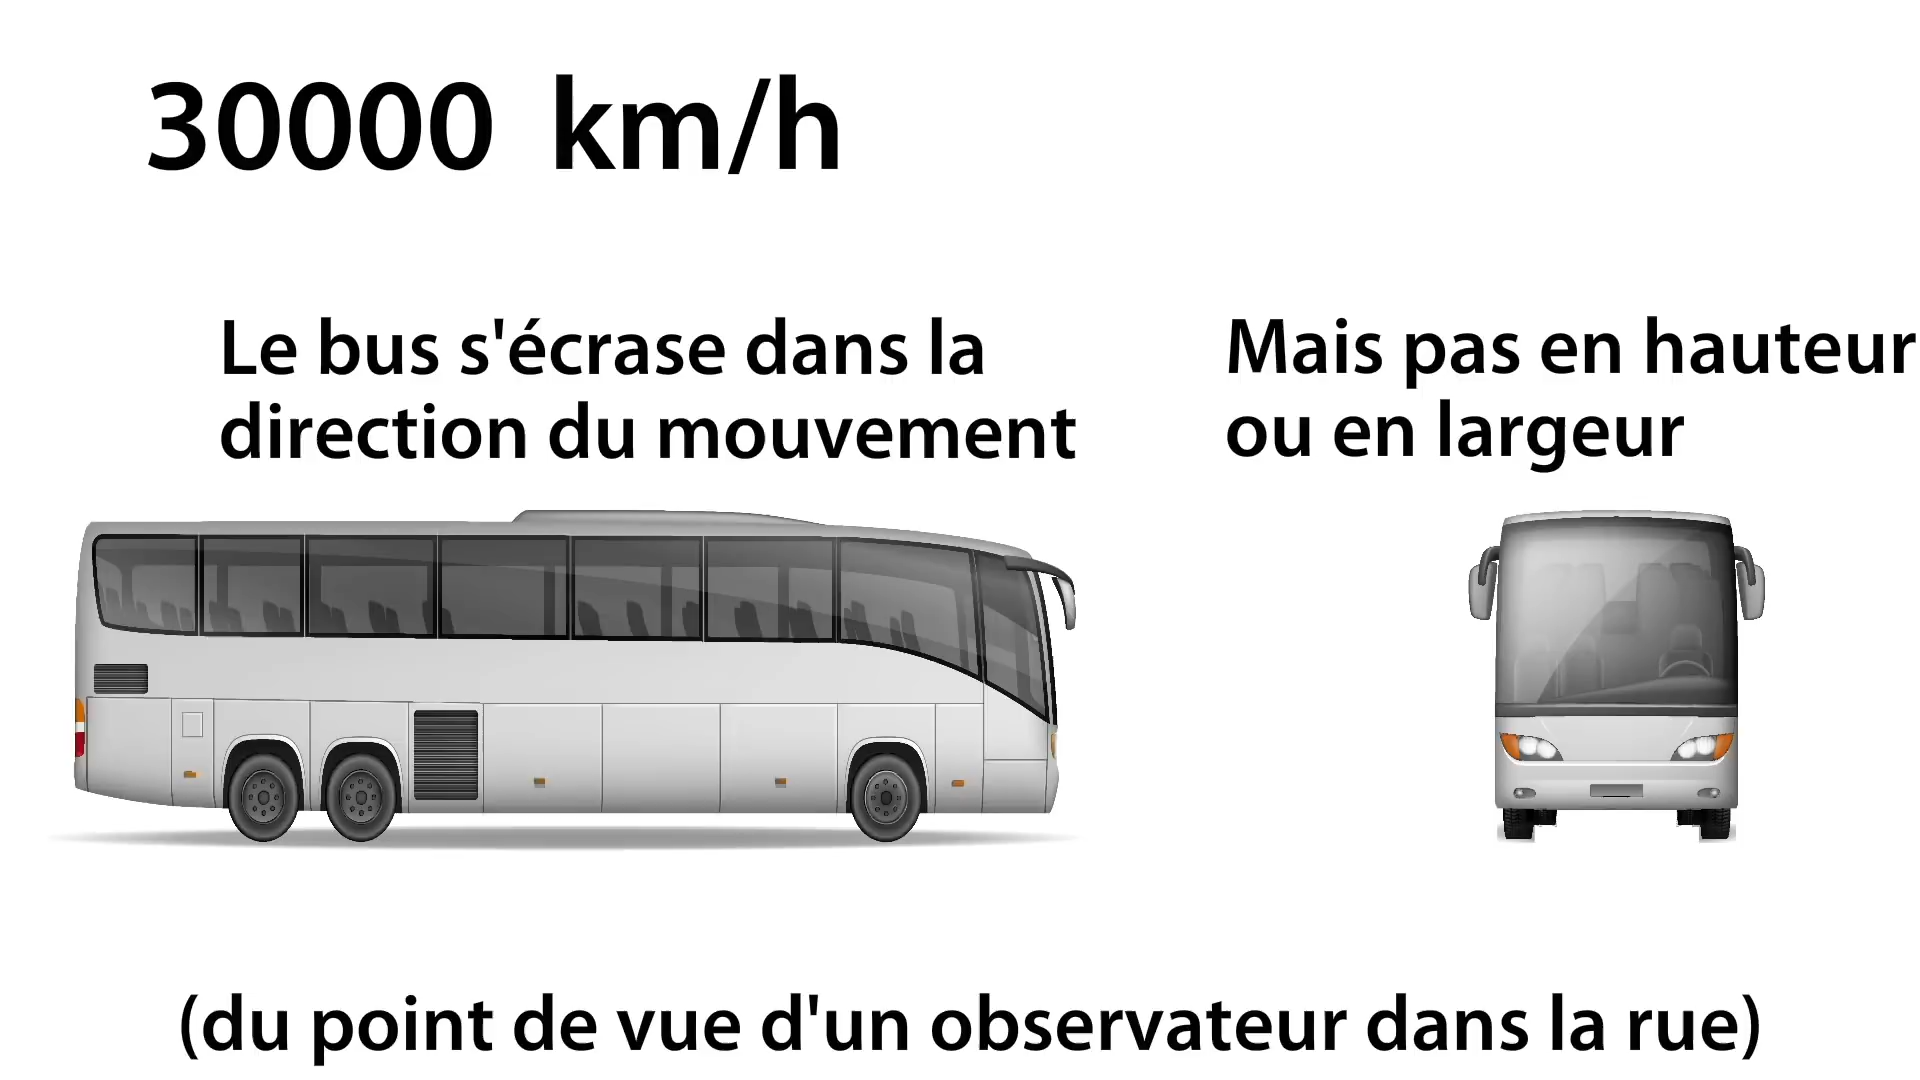 30000 km/h
Le bus s'écrase dans la
direction du mouvement
Mais pas en hauteur
ou en largeur
(du point de vue d'un observateur dans la rue)